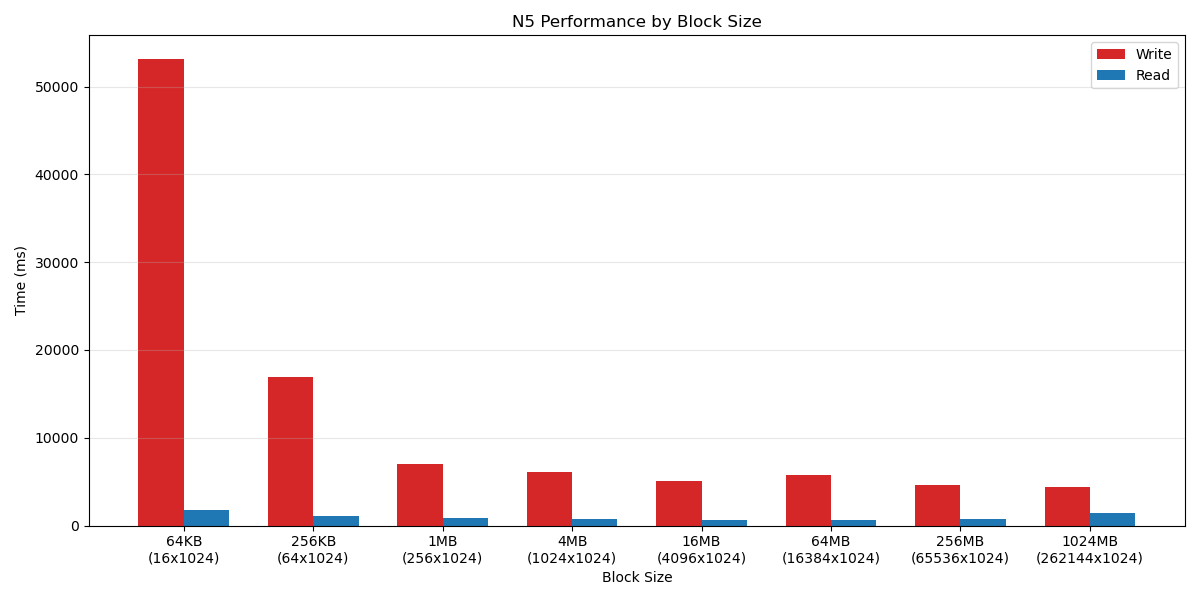 N5 Performance by Block Size
Write
Read
Time (ms)
50000
40000
30000
20000
10000
0
64KB
(16x1024)
256KB
(64x1024)
1MB
(256x1024)
4MB
(1024x1024)
16MB
(4096x1024)
64MB
(16384x1024)
256MB
(65536x1024)
1024MB
(262144x1024)
Block Size